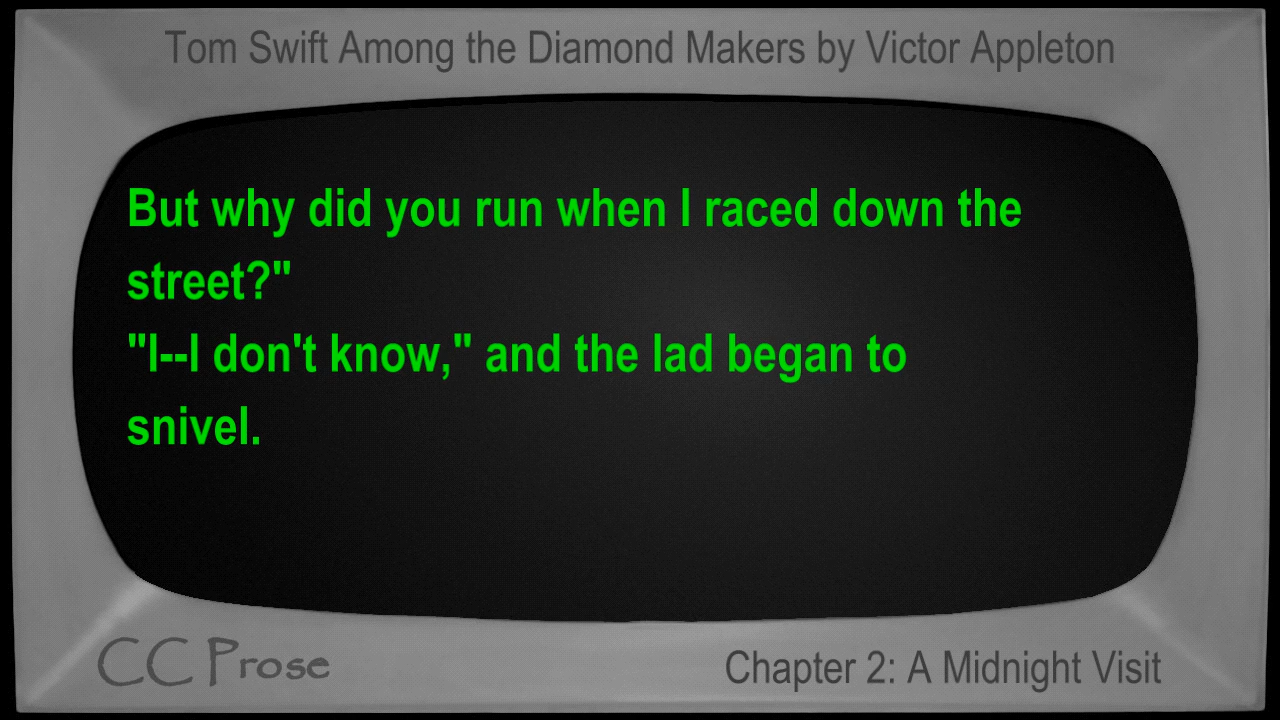 Tom Swift Among the Diamond Makers by Victor Appleton
But why did you run when I raced down the
street?"
"I--I don't know," and the lad began to
snivel.
CC Prose
Chapter 2: A Midnight Visit